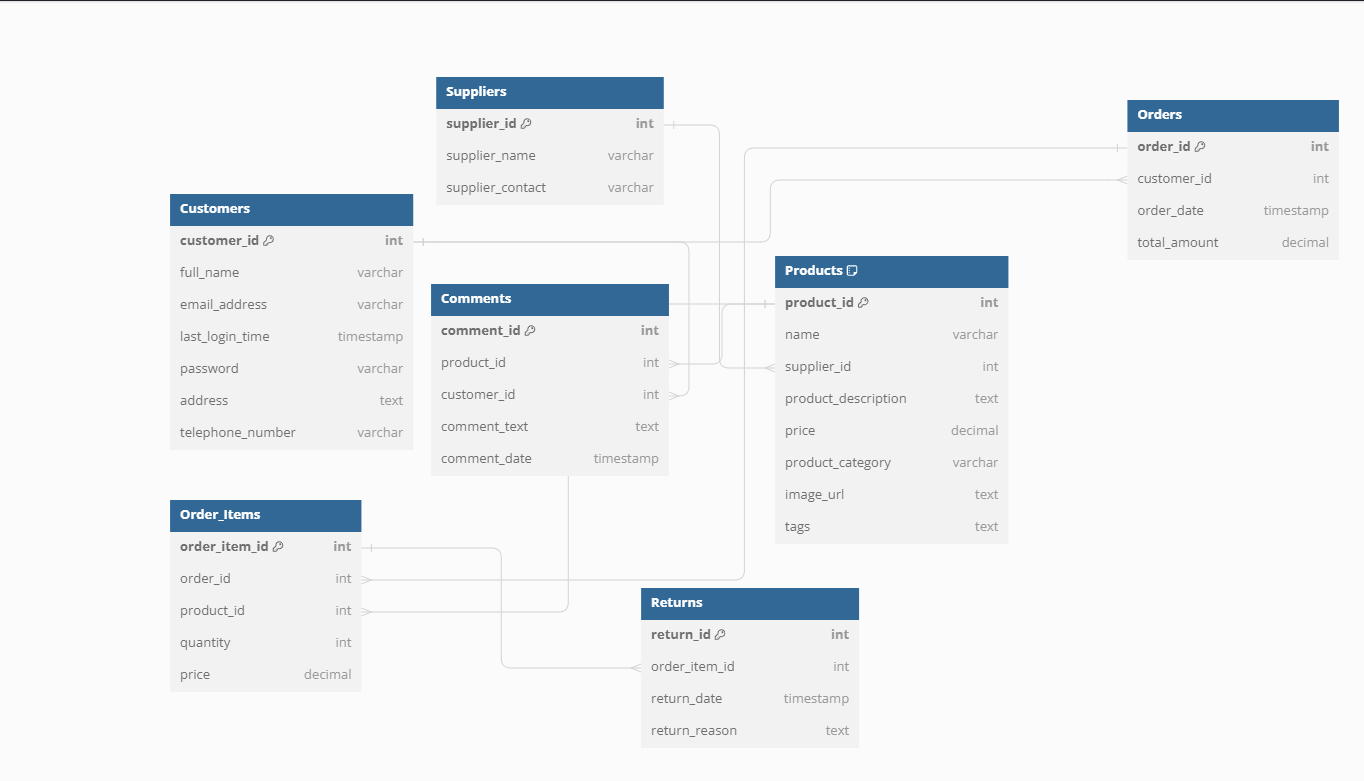 Suppliers
supplier_id int
supplier_name varchar
supplier_contact varchar
Orders
order_id int
customer_id int
order_date timestamp
total_amount decimal
Customers
customer_id int
full_name varchar
email_address varchar
last_login_time timestamp
password varchar
address text
telephone_number varchar
Comments
comment_id int
product_id int
customer_id int
comment_text text
comment_date timestamp
Products
product_id int
name varchar
supplier_id int
product_description text
price decimal
product_category varchar
image_url text
tags text
Order_Items
order_item_id int
order_id int
product_id int
quantity int
price decimal
Returns
return_id int
order_item_id int
return_date timestamp
return_reason text